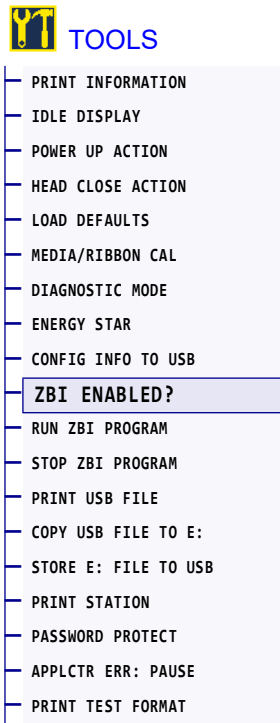 TOOLS
PRINT INFORMATION
IDLE DISPLAY
POWER UP ACTION
HEAD CLOSE ACTION
LOAD DEFAULTS
MEDIA/RIBBON CAL
DIAGNOSTIC MODE
ENERGY STAR
CONFIG INFO TO USB
ZBI ENABLED?
RUN ZBI PROGRAM
STOP ZBI PROGRAM
PRINT USB FILE
COPY USB FILE TO E:
STORE E: FILE TO USB
PRINT STATION
PASSWORD PROTECT
APPLCTR ERR: PAUSE
PRINT TEST FORMAT